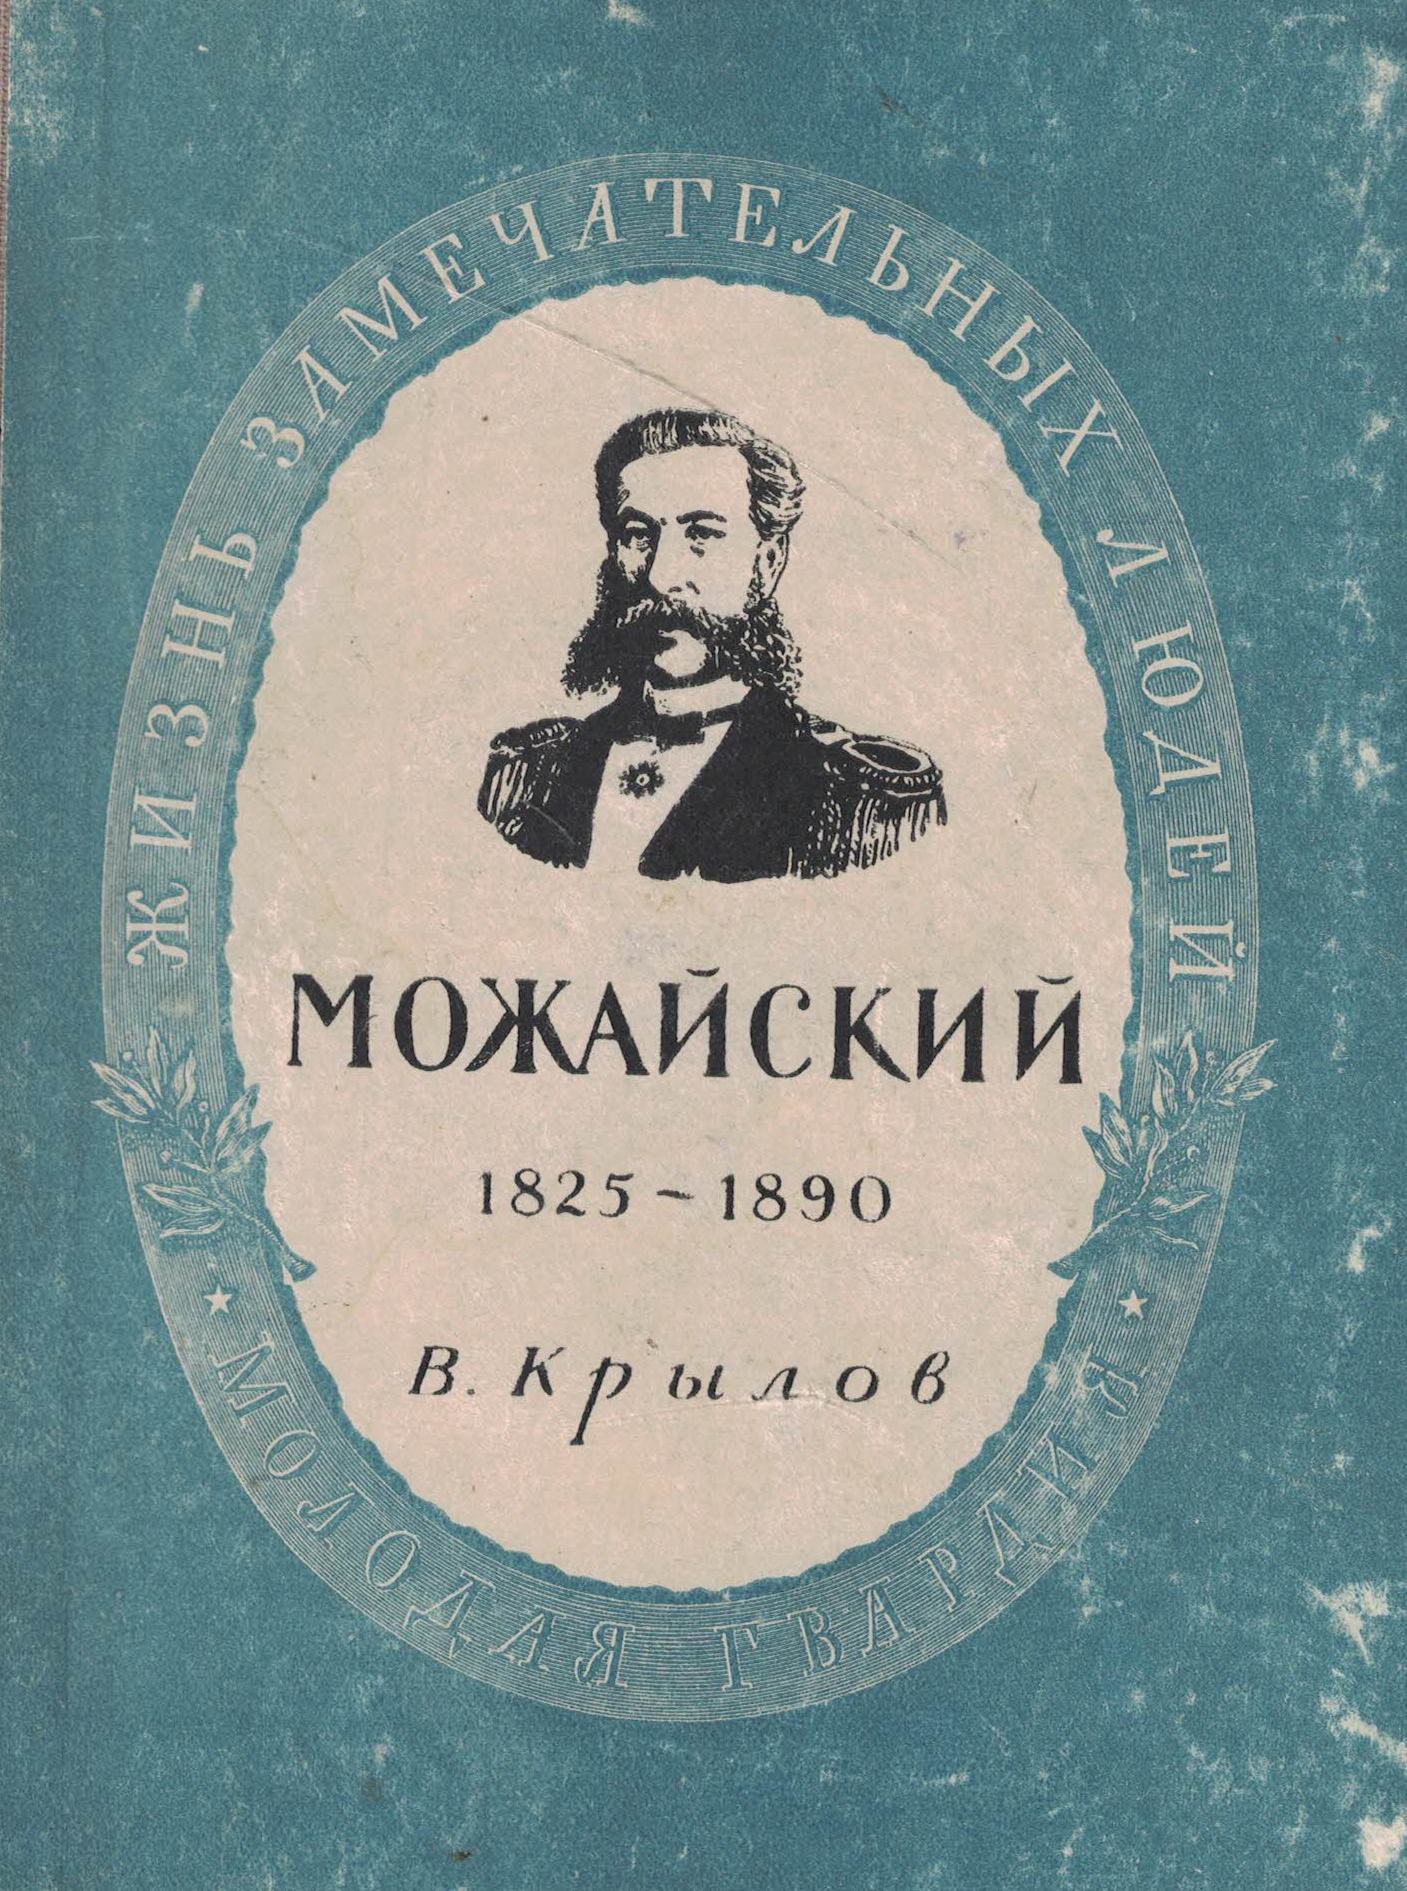 ЖИЗНЬ ЗАМЕЧАТЕЛЬНЫХ ЛЮДЕЙ
МОЖАЙСКИЙ
1825-1890
В. Крылов
МОЛОДАЯ ГВАРДИЯ